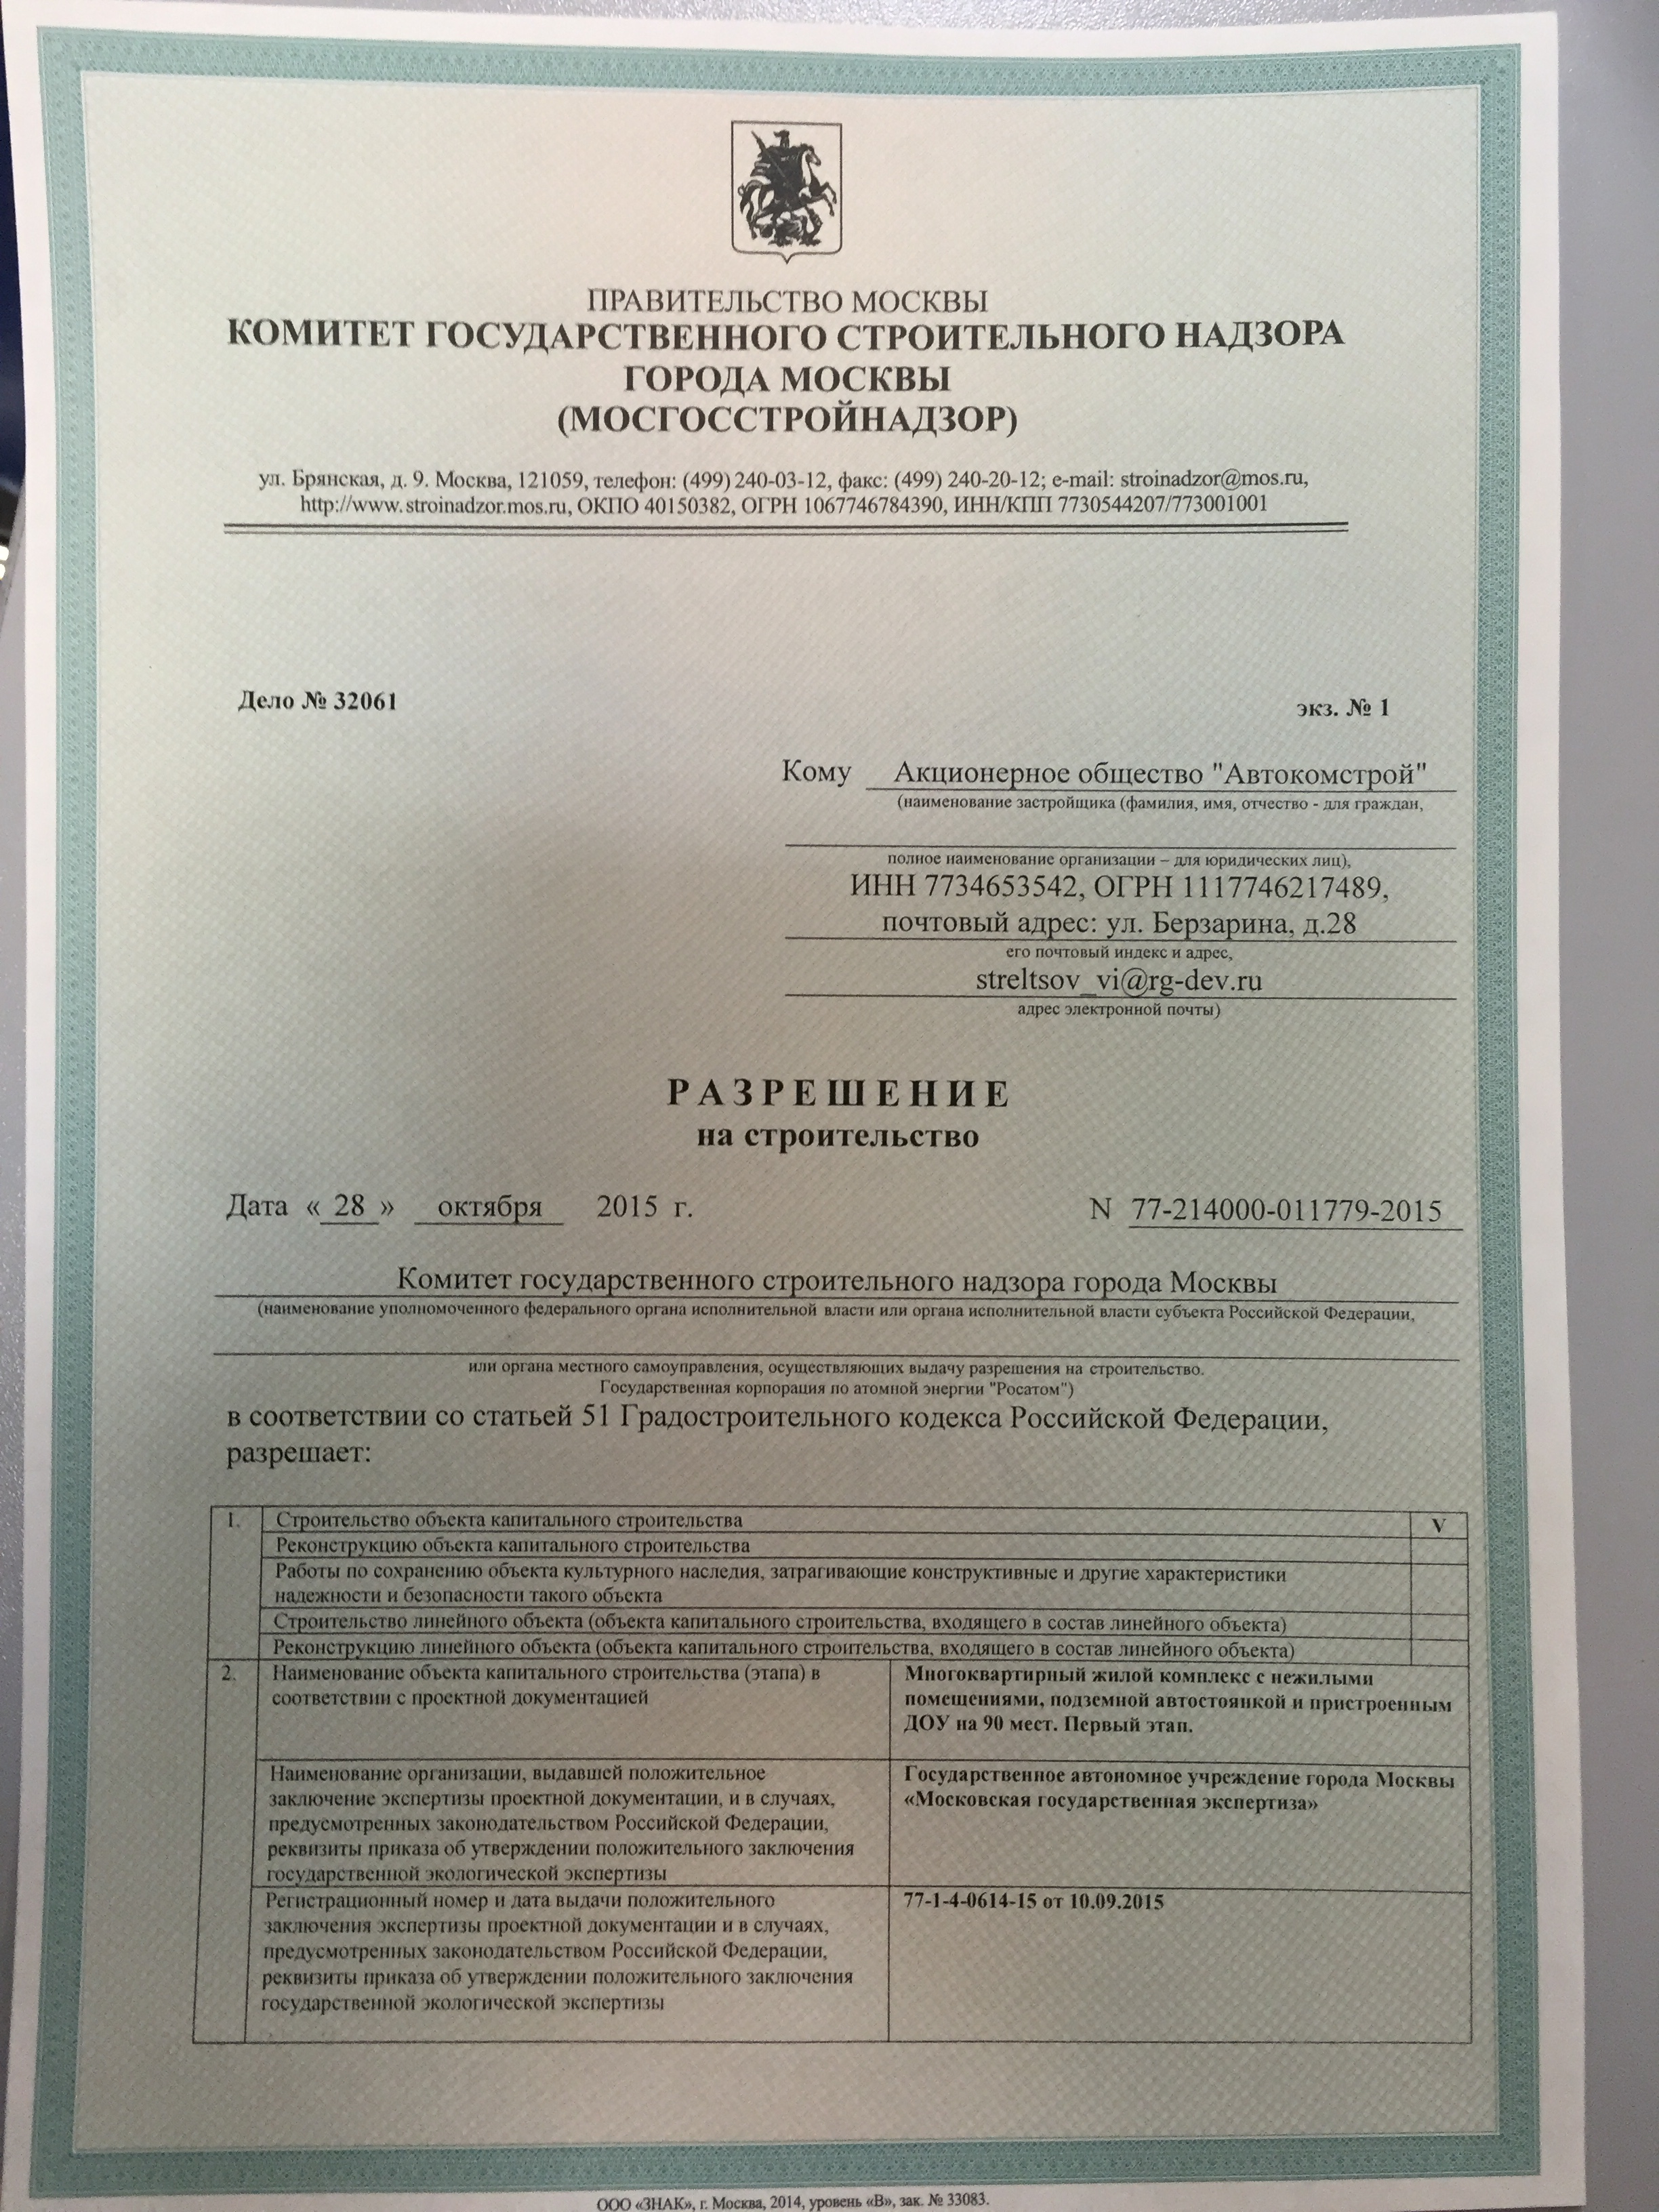 ПРАВИТЕЛЬСТВО МОСКВЫ
КОМИТЕТ ГОСУДАРСТВЕННОГО СТРОИТЕЛЬНОГО НАДЗОРА
ГОРОДА МОСКВЫ
(МОСГОССТРОЙНАДЗОР)
ул. Брянская, д. 9. Москва, 121059, телефон: (499) 240-03-12, факс: (499) 240-20-12; e-mail: stroinadzor@mos.ru,
http://www.stroinadzor.mos.ru, ОКПО 40150382, ОГРН 1067746784390, ИНН/КПП 7730544207/773001001
Дело № 32061
экз. № 1
Кому Акционерное общество "Автокомстрой"
(наименование застройщика (фамилия, имя, отчество - для граждан,
полное наименование организации – для юридических лиц),
ИНН 7734653542, ОГРН 1117746217489,
почтовый адрес: ул. Берзарина, д.28
его почтовый индекс и адрес,
streltsov_vi@rg-dev.ru
адрес электронной почты)
РАЗРЕШЕНИЕ
на строительство
Дата « 28 » октября 2015 г.
N 77-214000-011779-2015
Комитет государственного строительного надзора города Москвы
(наименование уполномоченного федерального органа исполнительной власти или органа исполнительной власти субъекта Российской Федерации,
или органа местного самоуправления, осуществляющих выдачу разрешения на строительство.
Государственная корпорация по атомной энергии "Росатом")
в соответствии со статьей 51 Градостроительного кодекса Российской Федерации,
разрешает:
1. Строительство объекта капитального строительства V
Реконструкцию объекта капитального строительства
Работы по сохранению объекта культурного наследия, затрагивающие конструктивные и другие характеристики
надежности и безопасности такого объекта
Строительство линейного объекта (объекта капитального строительства, входящего в состав линейного объекта)
Реконструкцию линейного объекта (объекта капитального строительства, входящего в состав линейного объекта)
2. Наименование объекта капитального строительства (этапа) в
соответствии с проектной документацией
Многоквартирный жилой комплекс с нежилыми
помещениями, подземной автостоянкой и пристроенным
ДОУ на 90 мест. Первый этап.
Наименование организации, выдавшей положительное
заключение экспертизы проектной документации, и в случаях,
предусмотренных законодательством Российской Федерации,
реквизиты приказа об утверждении положительного заключения
государственной экологической экспертизы
Государственное автономное учреждение города Москвы
«Московская государственная экспертиза»
Регистрационный номер и дата выдачи положительного
заключения экспертизы проектной документации и в случаях,
предусмотренных законодательством Российской Федерации,
реквизиты приказа об утверждении положительного заключения
государственной экологической экспертизы
77-1-4-0614-15 от 10.09.2015
ООО «ЗНАК», г. Москва, 2014, уровень «В», зак. № 33083.